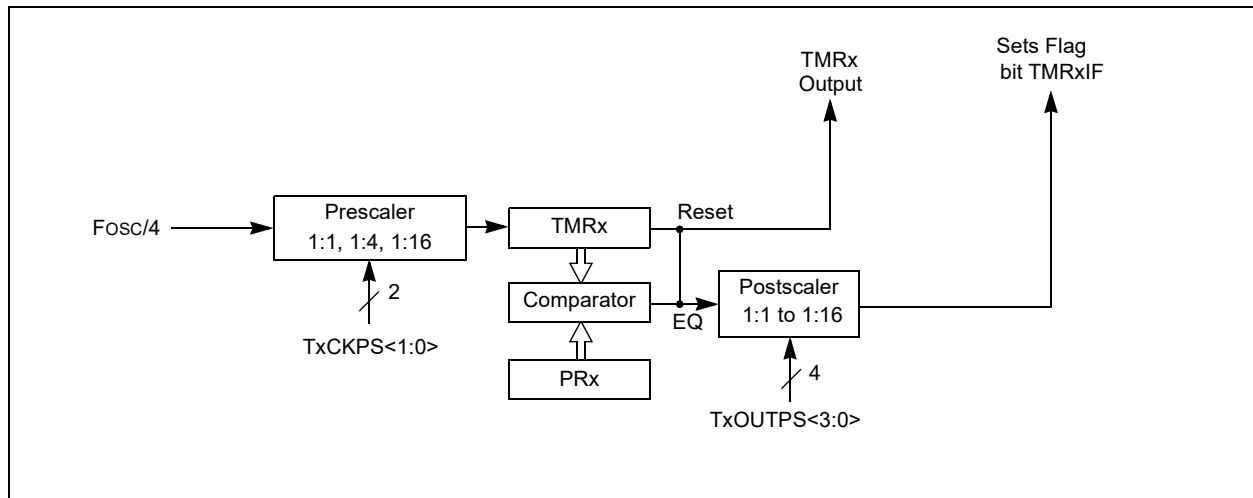 TMRx
Output
Sets Flag
bit TMRxIF
Fosc/4
Prescaler
1:1, 1:4, 1:16
2
TxCKPS<1:0>
TMRx
Reset
Comparator
EQ
PRx
Postscaler
1:1 to 1:16
4
TxOUTPS<3:0>